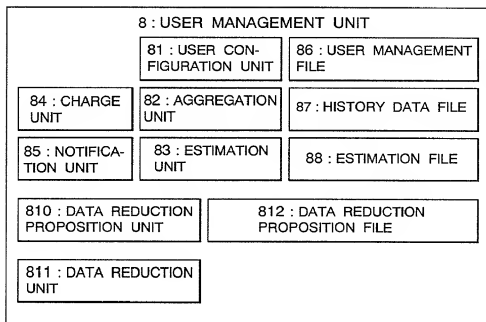 8 : USER MANAGEMENT UNIT
81 : USER CON-
FIGURATION UNIT
86 : USER MANAGEMENT
FILE
84 : CHARGE
UNIT
82 : AGGREGATION
UNIT
87 : HISTORY DATA FILE
85 : NOTIFICA-
TION UNIT
83 : ESTIMATION
UNIT
88 : ESTIMATION FILE
810 : DATA REDUCTION
PROPOSITION UNIT
812 : DATA REDUCTION
PROPOSITION FILE
811 : DATA REDUCTION
UNIT